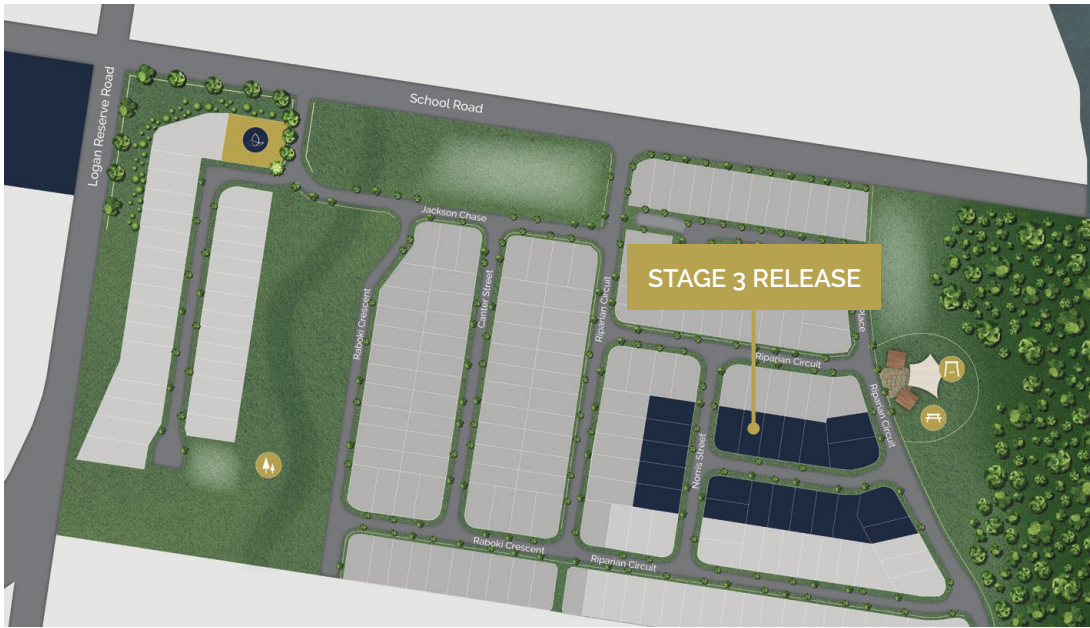 School Road
Logan Reserve Road
Jackson Chase
STAGE 3 RELEASE
Raboki Crescent
Canter Street
Riparian Circuit
Riparian Circuit
Riparian Circuit
Norris Street
Raboki Crescent
Riparian Circuit